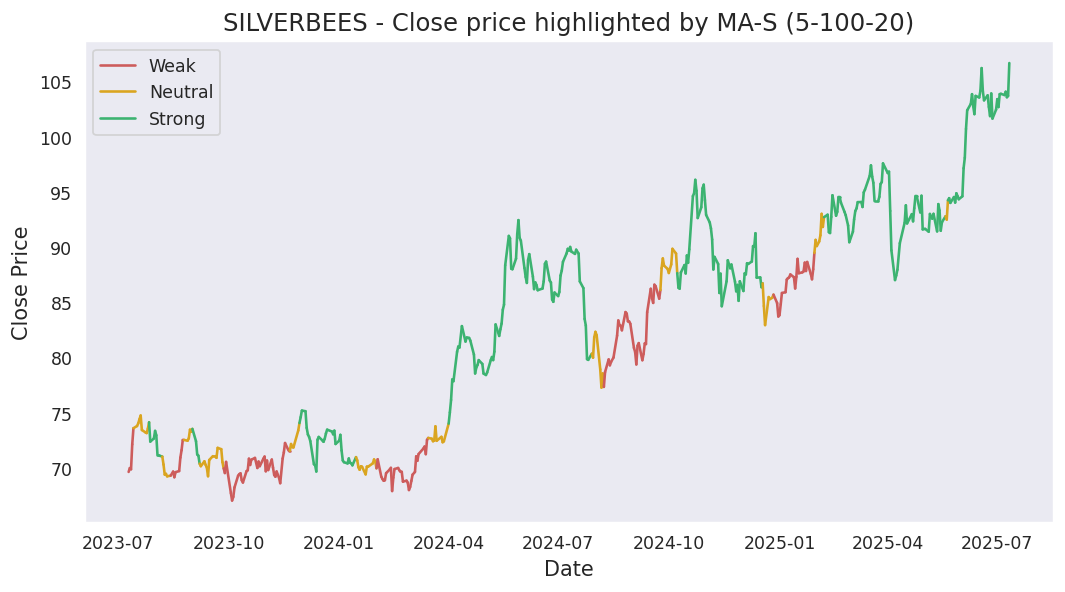 SILVERBEES - Close price highlighted by MA-S (5-100-20)
Weak
Neutral
Strong
Close Price
105
100
95
90
85
80
75
70
2023-07 2023-10 2024-01 2024-04 2024-07 2024-10 2025-01 2025-04 2025-07
Date